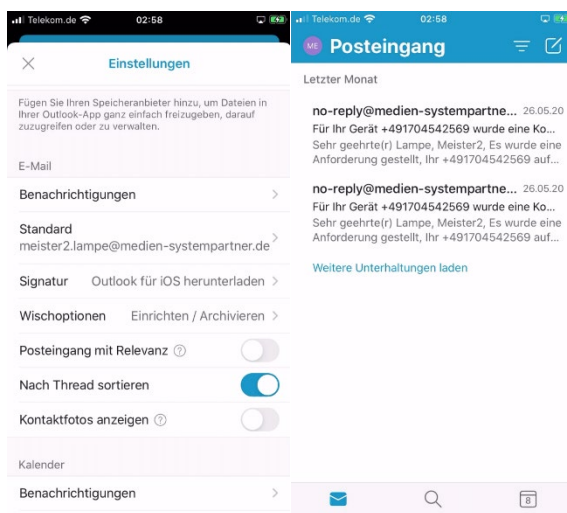 Telekom.de 02:58
Einstellungen
Fügen Sie Ihren Speicheranbieter hinzu, um Dateien in
Ihrer Outlook-App ganz einfach freizugeben, darauf
zuzugreifen oder zu verwalten.
E-Mail
Benachrichtigungen
Standard
meister2.lampe@medien-systempartner.de
Signatur Outlook für iOS herunterladen
Wischoptionen Einrichten / Archivieren
Posteingang mit Relevanz ?
Nach Thread sortieren
Kontaktfotos anzeigen ?
Kalender
Benachrichtigungen
Telekom.de 02:58
ME Posteingang
Letzter Monat
no-reply@medien-systempartne... 26.05.20
Für Ihr Gerät +491704542569 wurde eine Ko...
Sehr geehrte(r) Lampe, Meister2, Es wurde eine
Anforderung gestellt, Ihr +491704542569 auf...
no-reply@medien-systempartne... 26.05.20
Für Ihr Gerät +491704542569 wurde eine Ko...
Sehr geehrte(r) Lampe, Meister2, Es wurde eine
Anforderung gestellt, Ihr +491704542569 auf...
Weitere Unterhaltungen laden
8